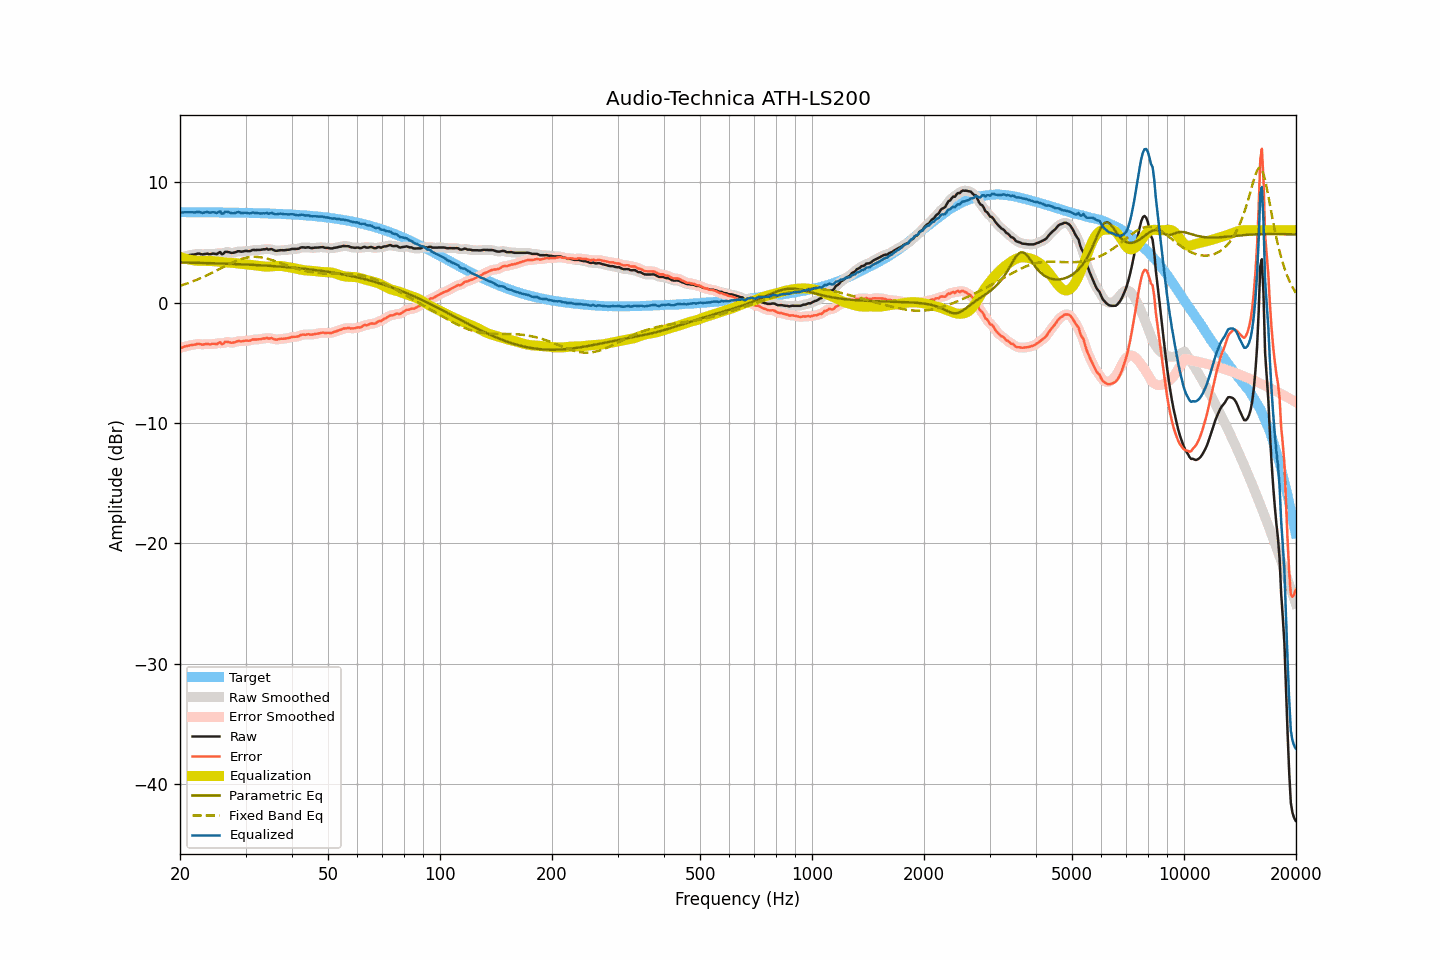 Audio-Technica ATH-LS200
Amplitude (dBr)
10
0
−10
−20
−30
−40
Target
Raw Smoothed
Error Smoothed
Raw
Error
Equalization
Parametric Eq
Fixed Band Eq
Equalized
20 50 100 200 500 1000 2000 5000 10000 20000
Frequency (Hz)